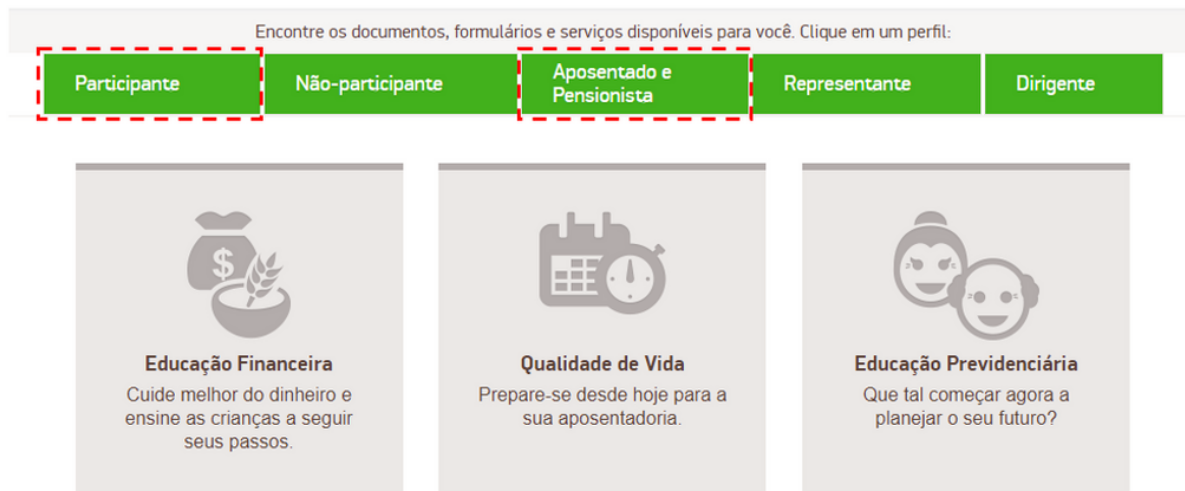 Encontre os documentos, formulários e serviços disponíveis para você. Clique em um perfil:
Participante
Não-participante
Aposentado e
Pensionista
Representante
Dirigente
$
Educação Financeira
Cuide melhor do dinheiro e
ensine as crianças a seguir
seus passos.
Qualidade de Vida
Prepare-se desde hoje para a
sua aposentadoria.
Educação Previdenciária
Que tal começar agora a
planejar o seu futuro?